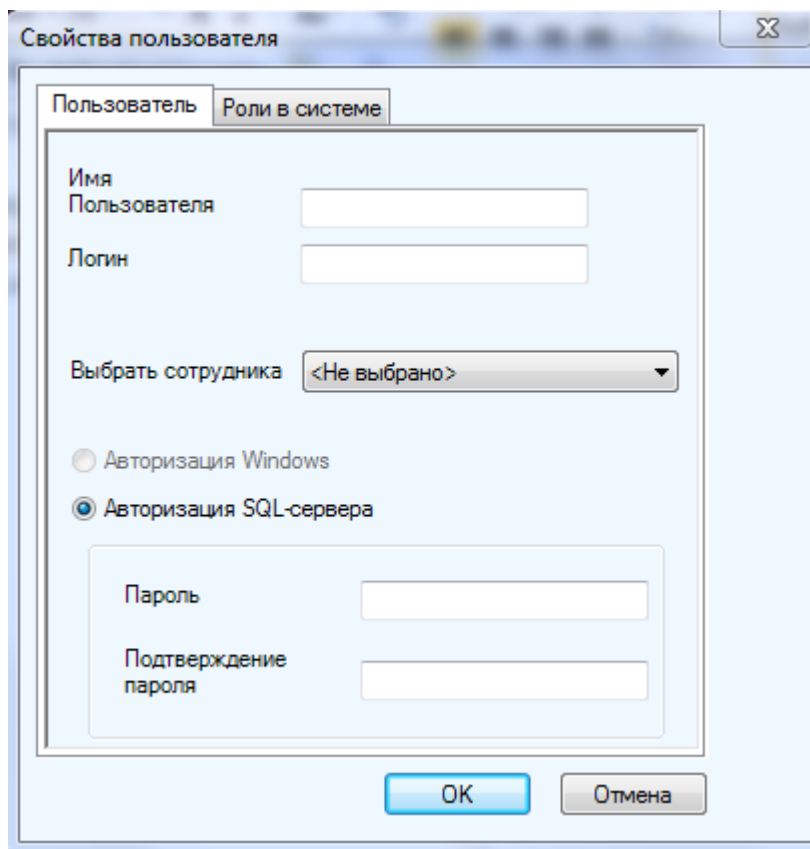 Свойства пользователя
Пользователь
Роли в системе
Имя
Пользователя
Логин
Выбрать сотрудника
<Не выбрано>
Авторизация Windows
Авторизация SQL-сервера
Пароль
Подтверждение
пароля
OK
Отмена